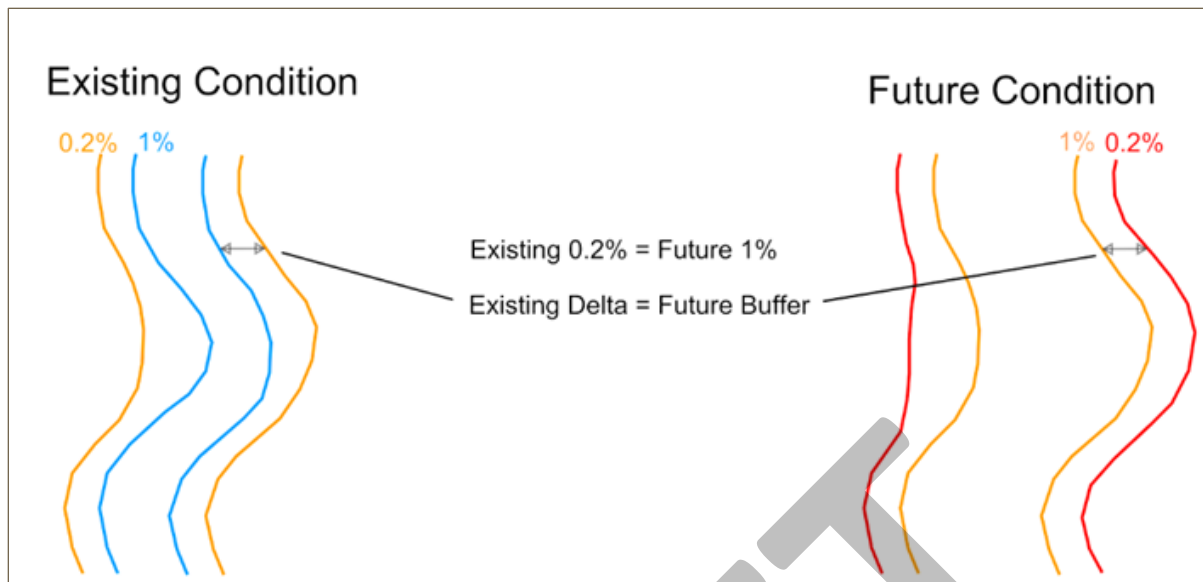 Existing Condition
Future Condition
0.2% 1%
1% 0.2%
Existing 0.2% = Future 1%
Existing Delta = Future Buffer